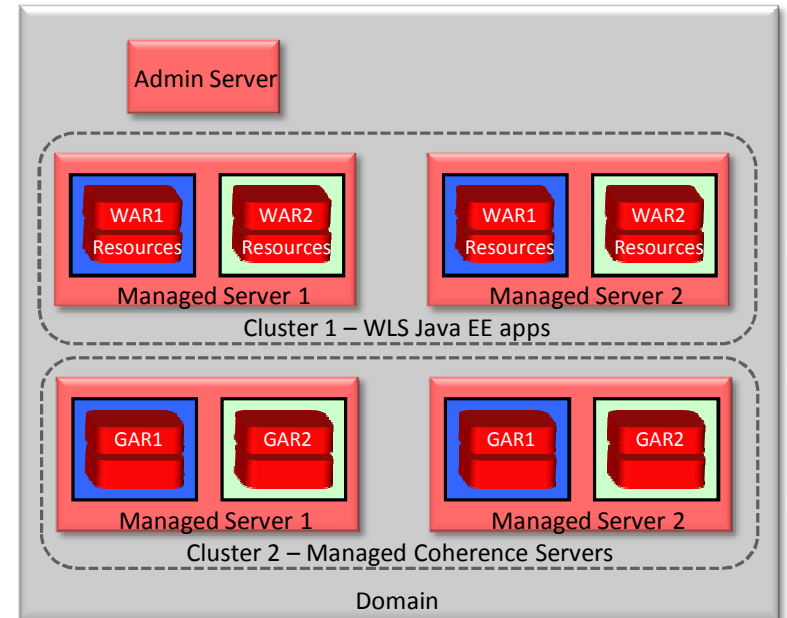 Admin Server
WAR1
Resources
WAR2
Resources
WAR1
Resources
WAR2
Resources
Managed Server 1
Managed Server 2
Cluster 1 – WLS Java EE apps
GAR1
GAR2
GAR1
GAR2
Managed Server 1
Managed Server 2
Cluster 2 – Managed Coherence Servers
Domain